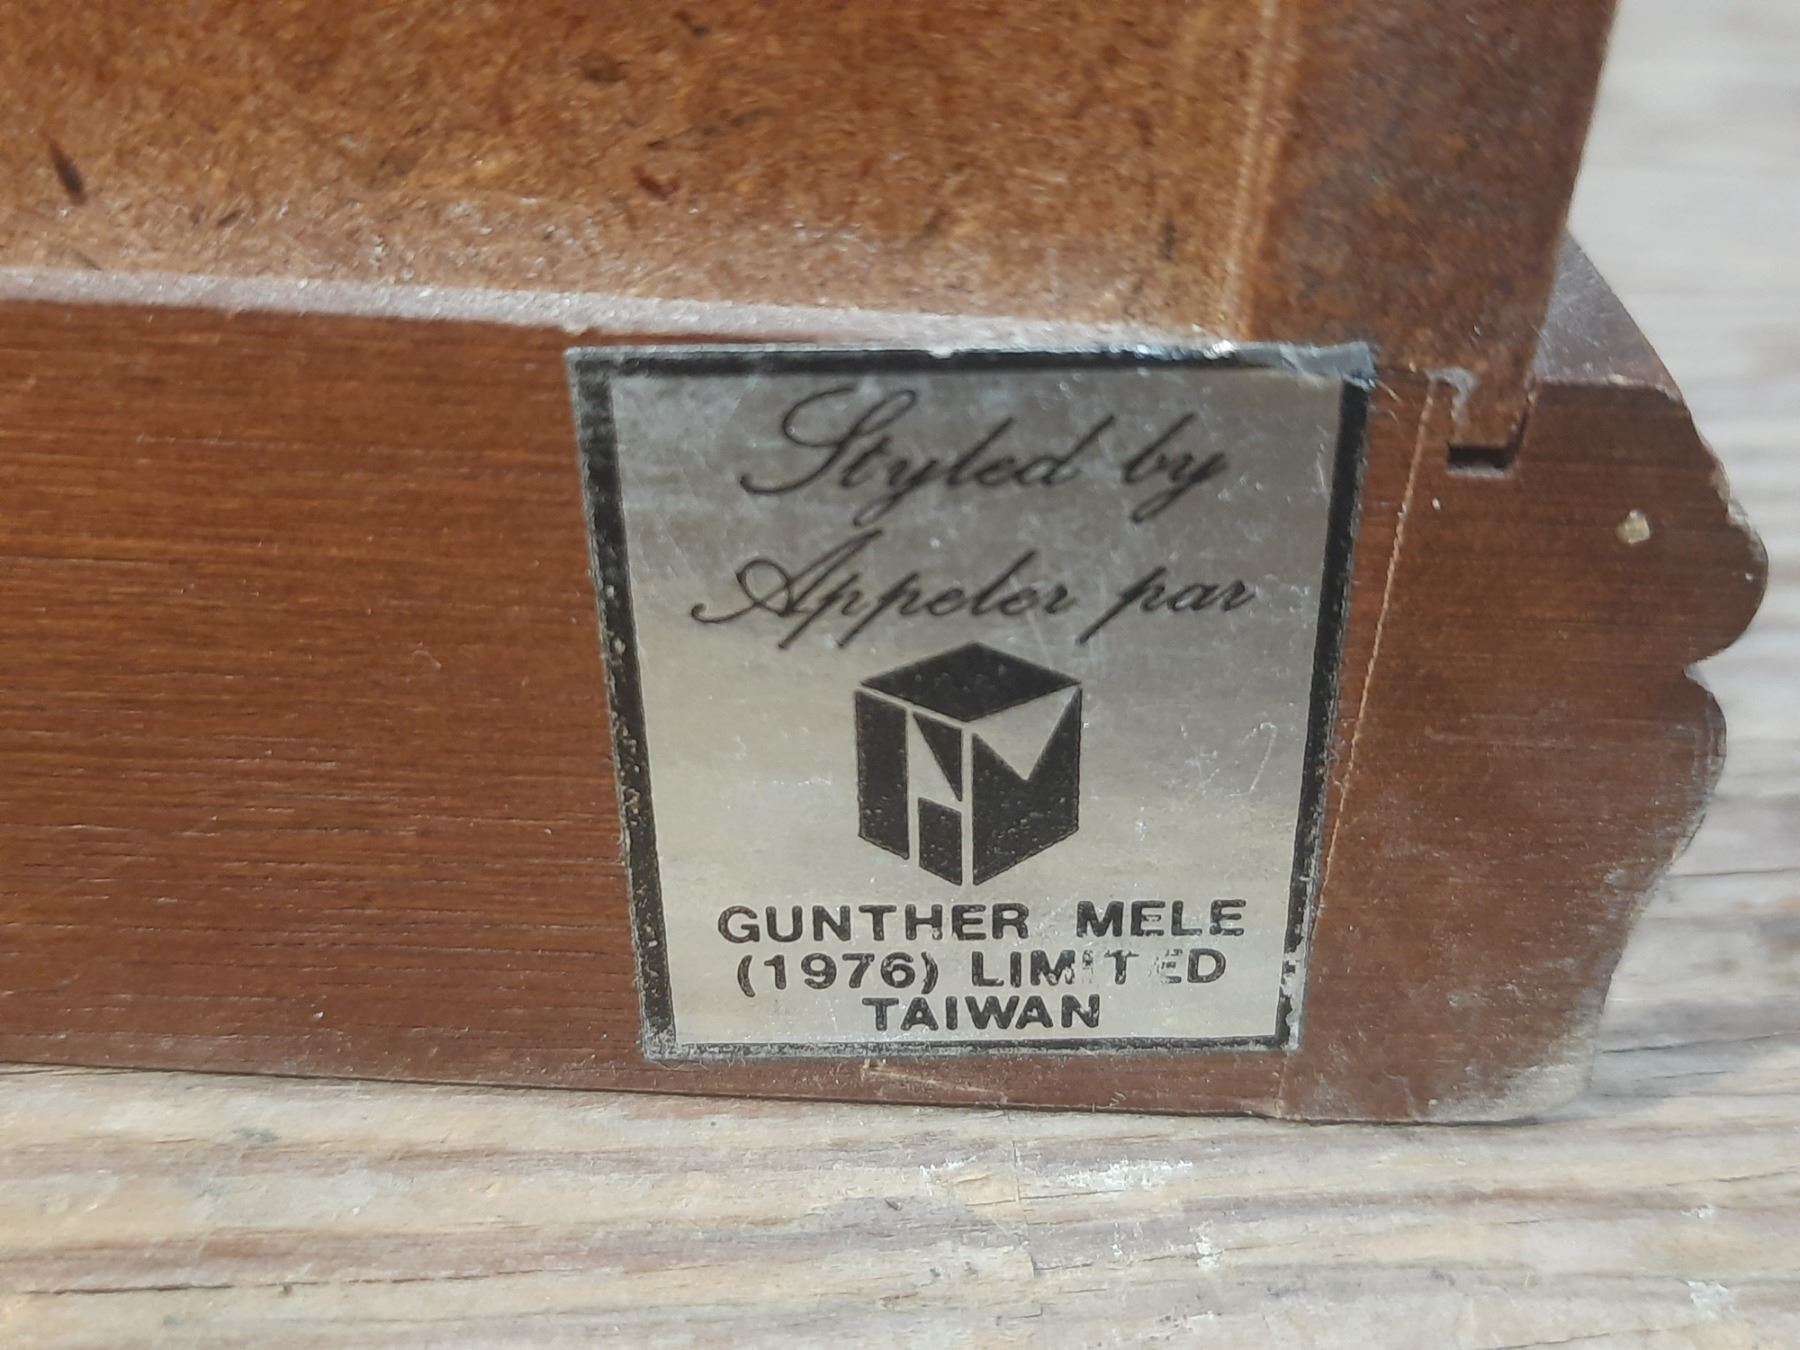 Styled by
Appeler par
GUNTHER MELE
(1976) LIMITED
TAIWAN